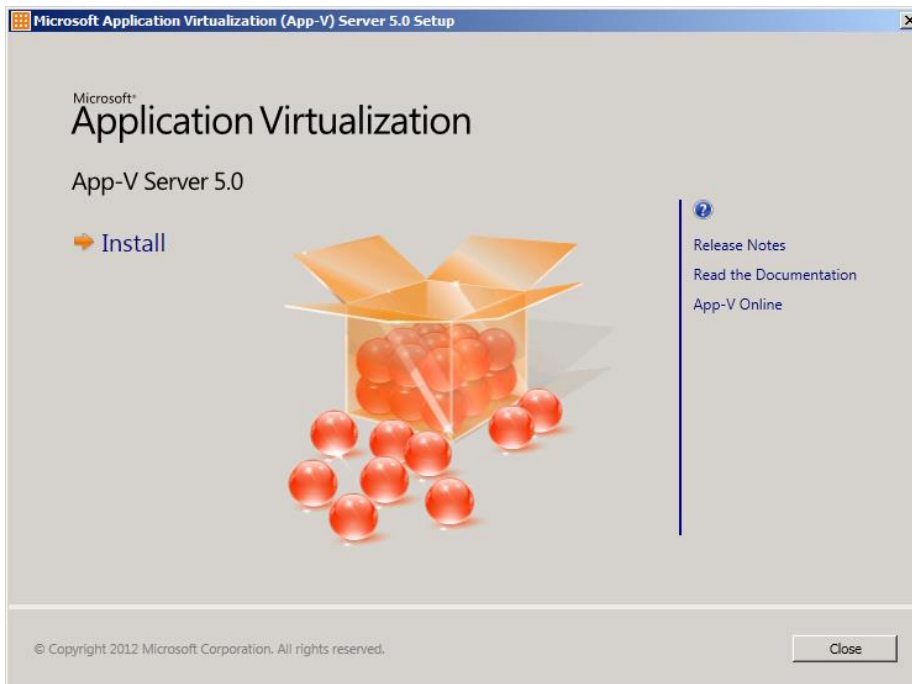 Microsoft Application Virtualization (App-V) Server 5.0 Setup
Microsoft®
Application Virtualization
App-V Server 5.0
Install
?
Release Notes
Read the Documentation
App-V Online
© Copyright 2012 Microsoft Corporation. All rights reserved.
Close